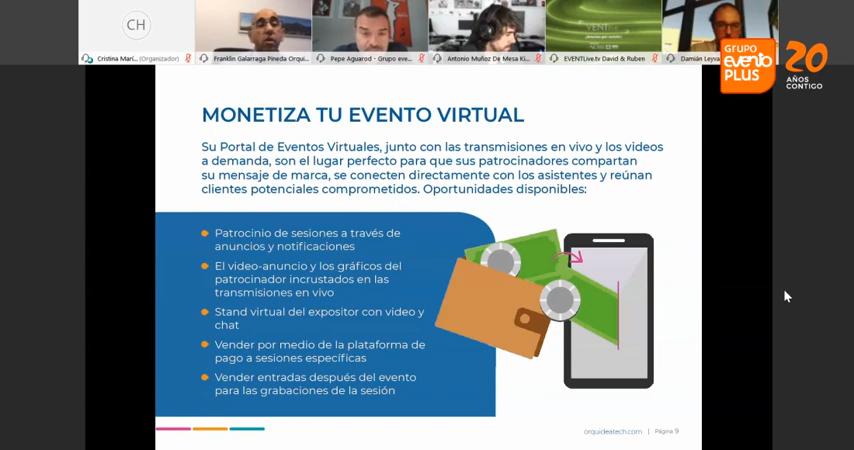 CH
Cristina Marí... (Organizador)
Franklin Galarraga Pineda Orqui...
Pepe Aguarod - Grupo eve...
Antonio Muñoz De Mesa Ki...
EVENTLive.tv David & Ruben
Damián Leyva
GRUPO
evento
PLUS
20
AÑOS
CONTIGO
MONETIZA TU EVENTO VIRTUAL
Su Portal de Eventos Virtuales, junto con las transmisiones en vivo y los videos
a demanda, son el lugar perfecto para que sus patrocinadores compartan
su mensaje de marca, se conecten directamente con los asistentes y reúnan
clientes potenciales comprometidos. Oportunidades disponibles:
Patrocinio de sesiones a través de
anuncios y notificaciones
El video-anuncio y los gráficos del
patrocinador incrustados en las
transmisiones en vivo
Stand virtual del expositor con video y
chat
Vender por medio de la plataforma de
pago a sesiones específicas
Vender entradas después del evento
para las grabaciones de la sesión
orquideatech.com | Página 9